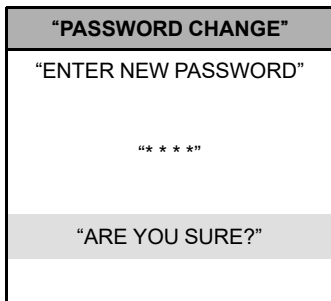 “PASSWORD CHANGE”
“ENTER NEW PASSWORD”
“* * * *”
“ARE YOU SURE?”